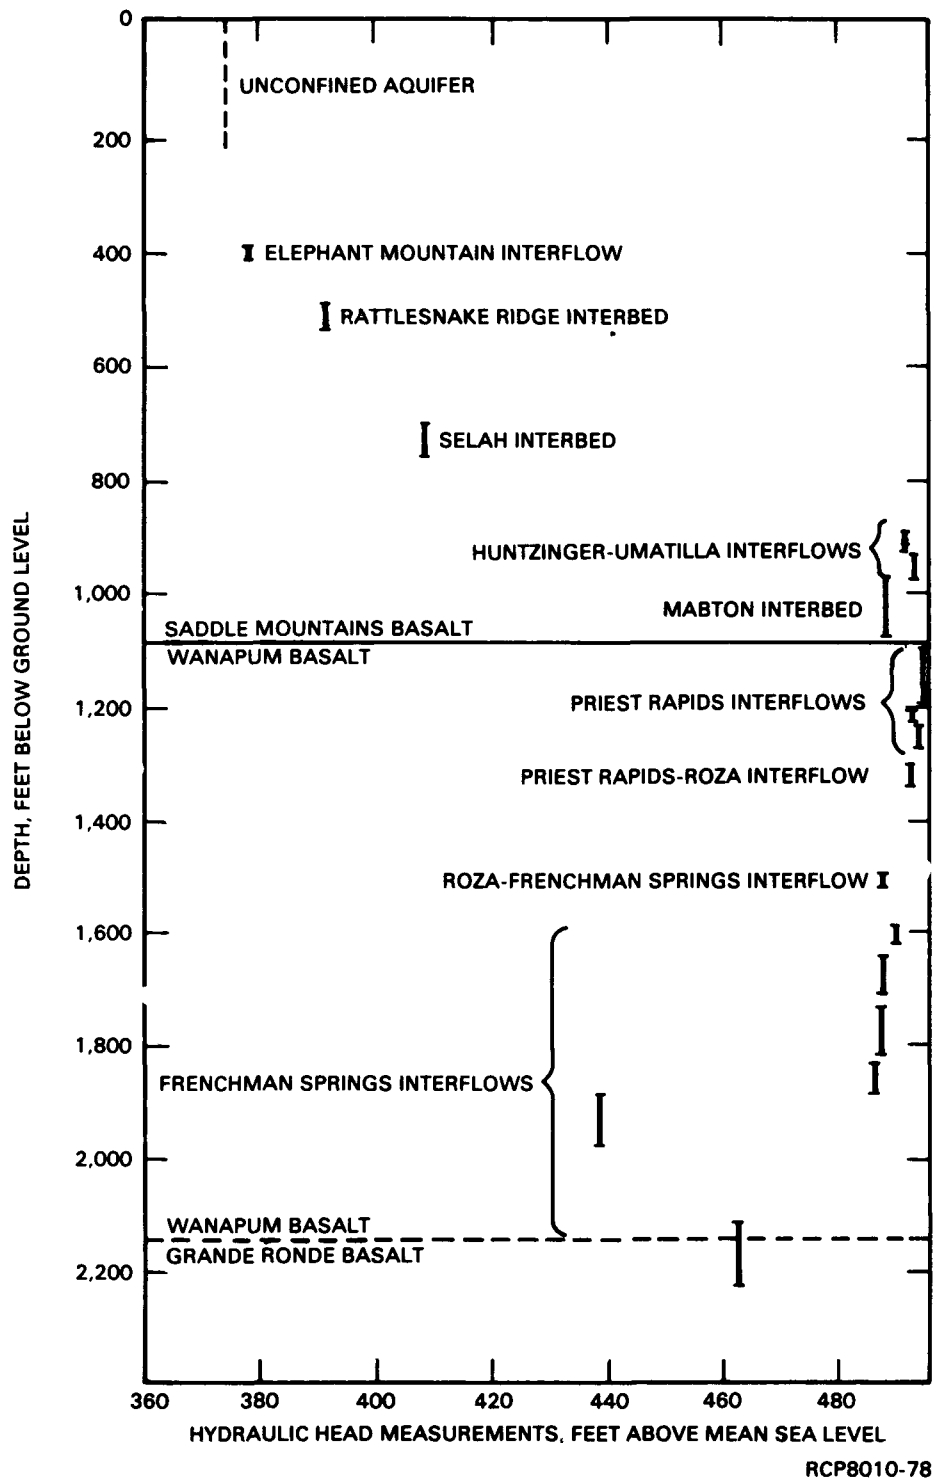 0
UNCONFINED AQUIFER
200
400
ELEPHANT MOUNTAIN INTERFLOW
RATTLESNAKE RIDGE INTERBED
600
SELAH INTERBED
800
HUNTZINGER-UMATILLA INTERFLOWS
1,000
MABTON INTERBED
SADDLE MOUNTAINS BASALT
WANAPUM BASALT
PRIEST RAPIDS INTERFLOWS
1,200
PRIEST RAPIDS-ROZA INTERFLOW
1,400
ROZA-FRENCHMAN SPRINGS INTERFLOW
1,600
1,800
FRENCHMAN SPRINGS INTERFLOWS
2,000
WANAPUM BASALT
GRANDE RONDE BASALT
2,200
DEPTH, FEET BELOW GROUND LEVEL
360 380 400 420 440 460 480
HYDRAULIC HEAD MEASUREMENTS, FEET ABOVE MEAN SEA LEVEL
RCP8010-78